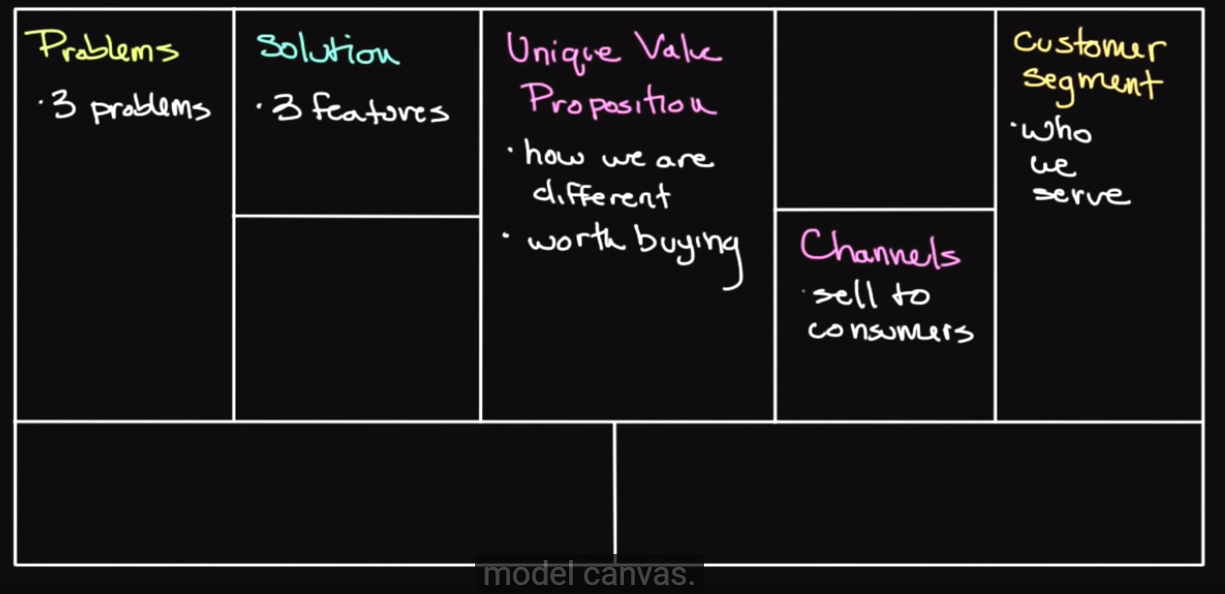 Problems
· 3 problems
Solution
· 3 features
Unique Value
Proposition
· how we are
different
· worth buying
Channels
· sell to
consumers
Customer
Segment
· who
we
serve
model canvas.